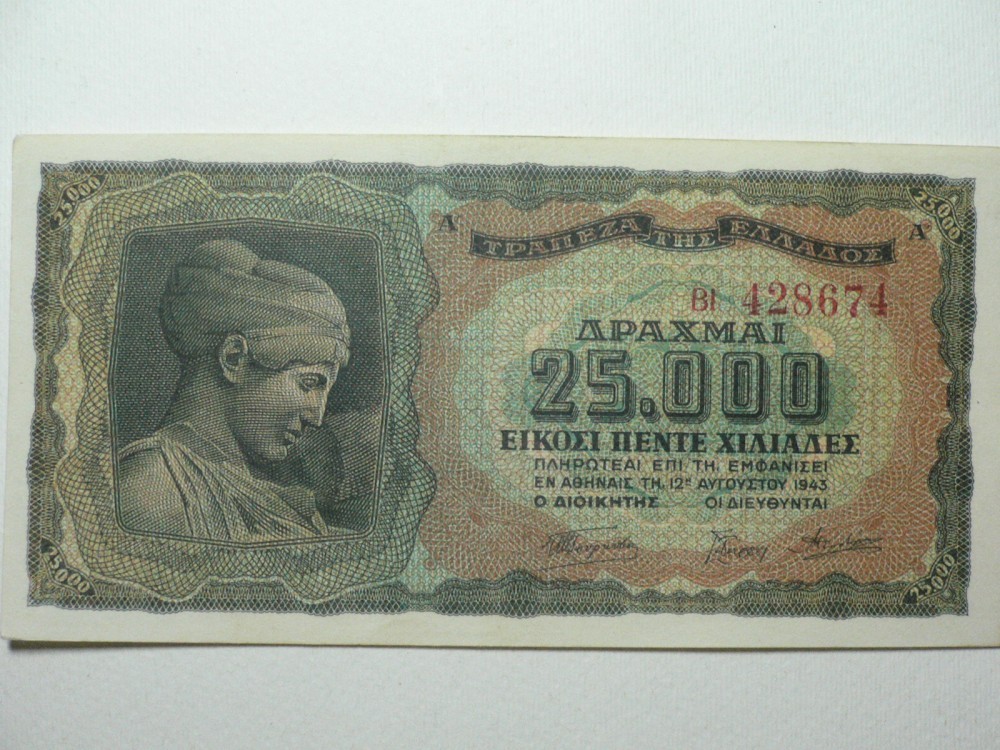 25000
25000
Α ΤΡΑΠΕΖΑ ΤΗΣ ΕΛΛΑΔΟΣ Α
ΒΙ 428674
ΔΡΑΧΜΑΙ
25.000
ΕΙΚΟΣΙ ΠΕΝΤΕ ΧΙΛΙΑΔΕΣ
ΠΛΗΡΩΤΕΑΙ ΕΠΙ ΤΗ. ΕΜΦΑΝΙΣΕΙ
ΕΝ ΑΘΗΝΑΙΣ ΤΗ. 12ῃ ΑΥΓΟΥΣΤΟΥ 1943
Ο ΔΙΟΙΚΗΤΗΣ ΟΙ ΔΙΕΥΘΥΝΤΑΙ
25000
25000